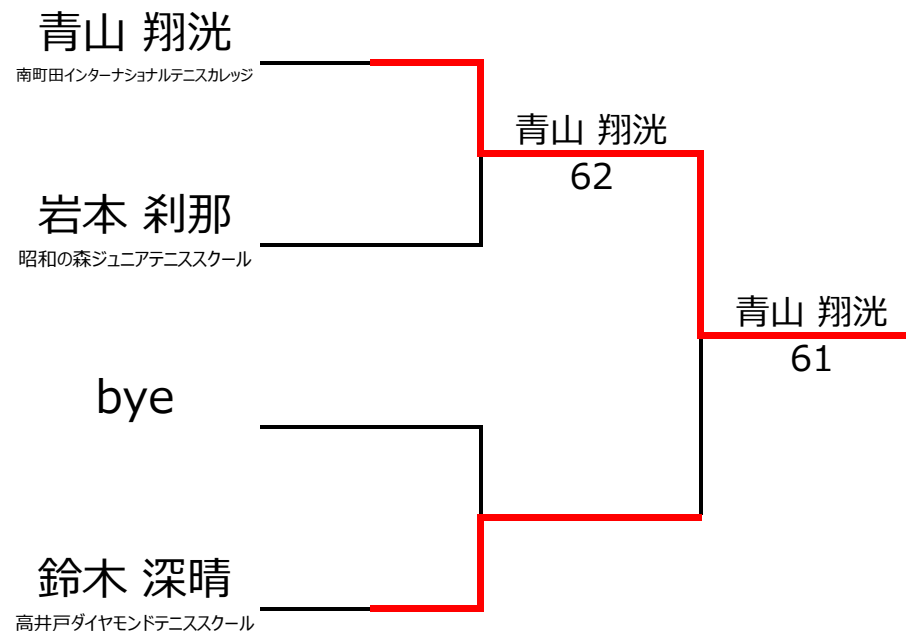 青山 翔洸
南町田インターナショナルテニスカレッジ
青山 翔洸
62
岩本 刹那
昭和の森ジュニアテニススクール
青山 翔洸
61
bye
鈴木 深晴
高井戸ダイヤモンドテニススクール